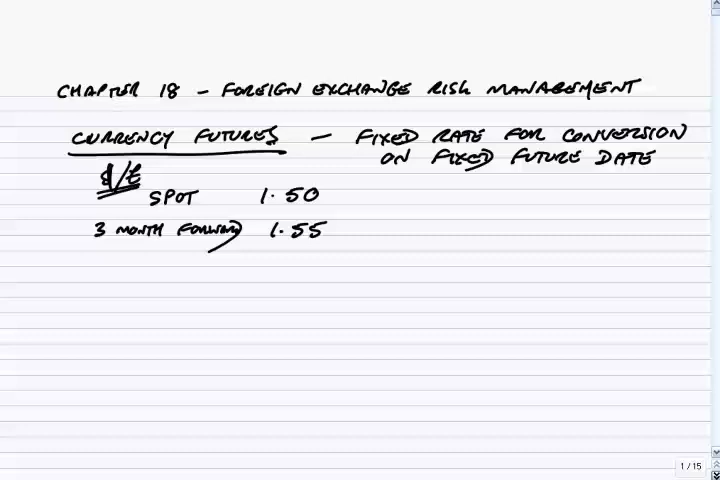 CHAPTER 18 - FOREIGN EXCHANGE RISK MANAGEMENT
CURRENCY FUTURES - FIXED RATE FOR CONVERSION
ON FIXED FUTURE DATE
$/£
SPOT 1.50
3 MONTH FORWARD 1.55
1 / 15